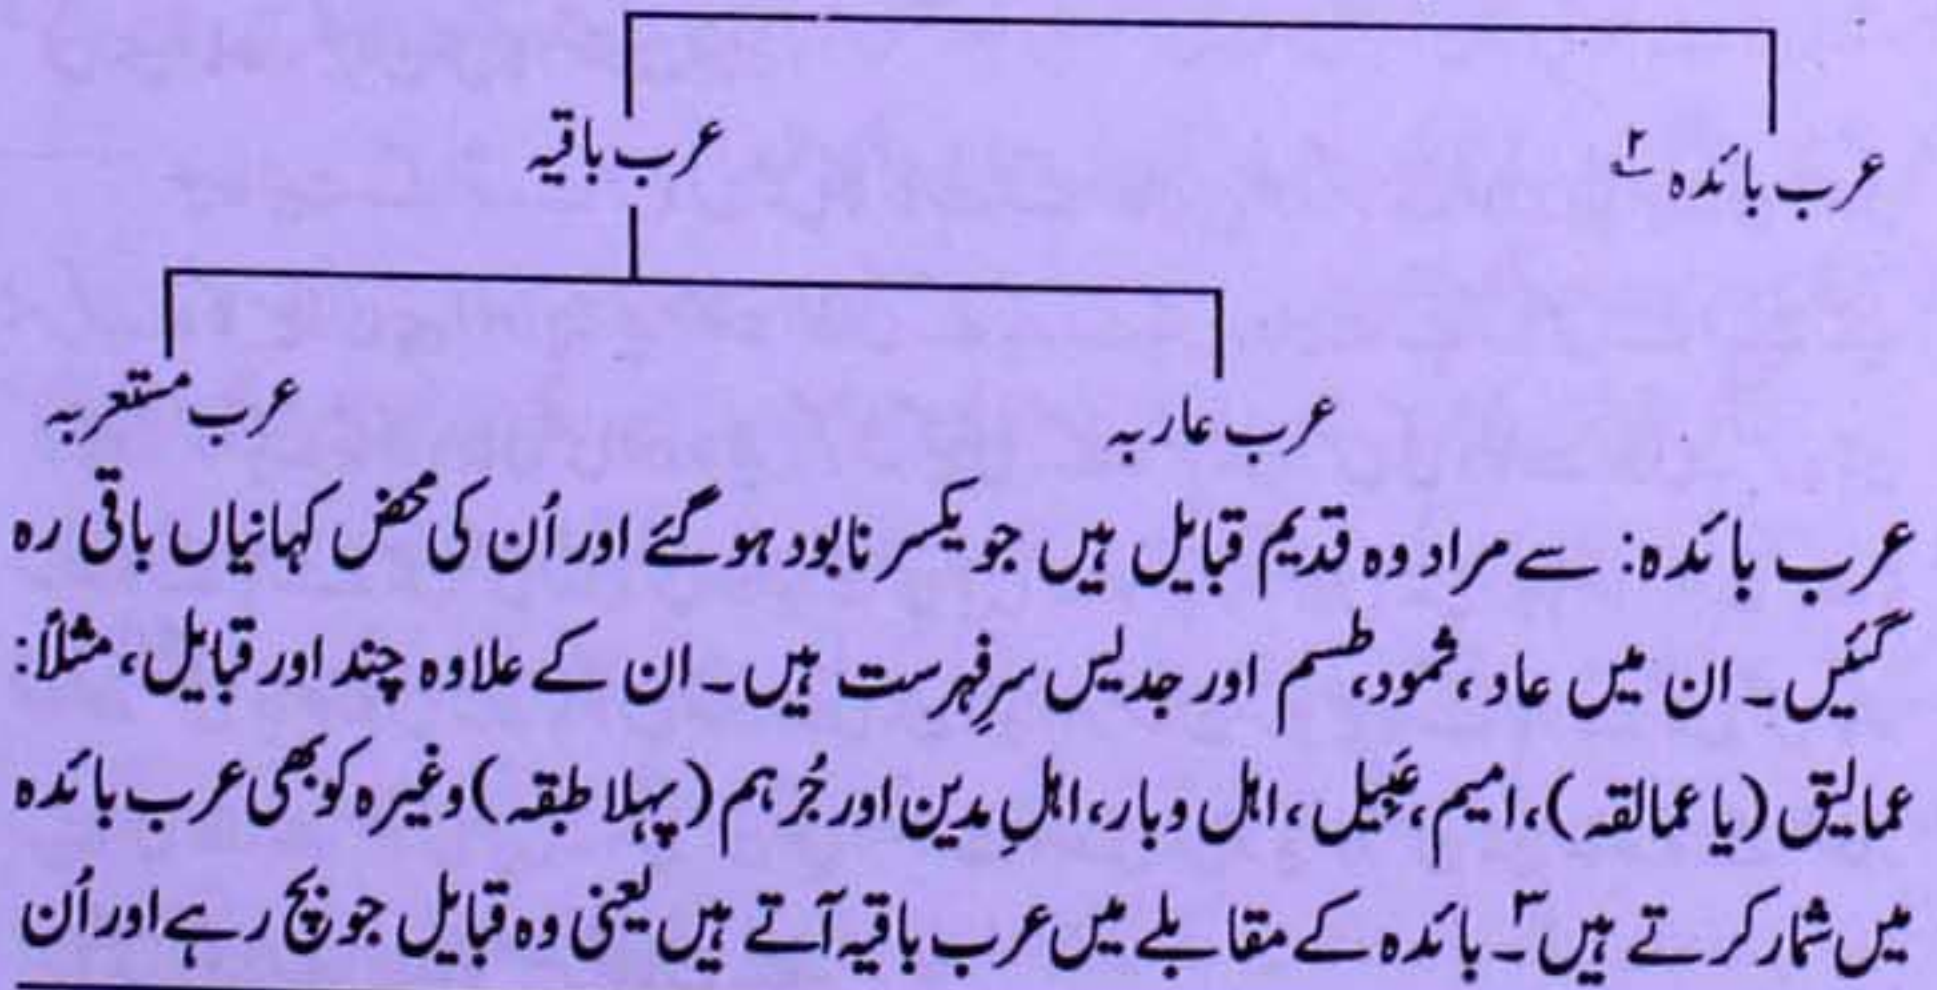 عرب باقیہ
عرب بائدہ ۲
عرب مستعربہ
عرب عاربہ
عرب بائدہ: سے مراد وہ قدیم قبایل ہیں جو یکسر نابود ہوگئے اور اُن کی محض کہانیاں باقی رہ
گئیں۔ ان میں عاد، ثمود، طسم اور جدیس سرِفہرست ہیں۔ ان کے علاوہ چند اور قبایل، مثلاً:
عمالیق (یا عمالقہ)، امیم، عَبِیل، اہل وبار، اہلِ مدین اور جُرہم (پہلا طبقہ) وغیرہ کو بھی عرب بائدہ
میں شمار کرتے ہیں۳۔ بائدہ کے مقابلے میں عرب باقیہ آتے ہیں یعنی وہ قبایل جو بچ رہے اور اُن